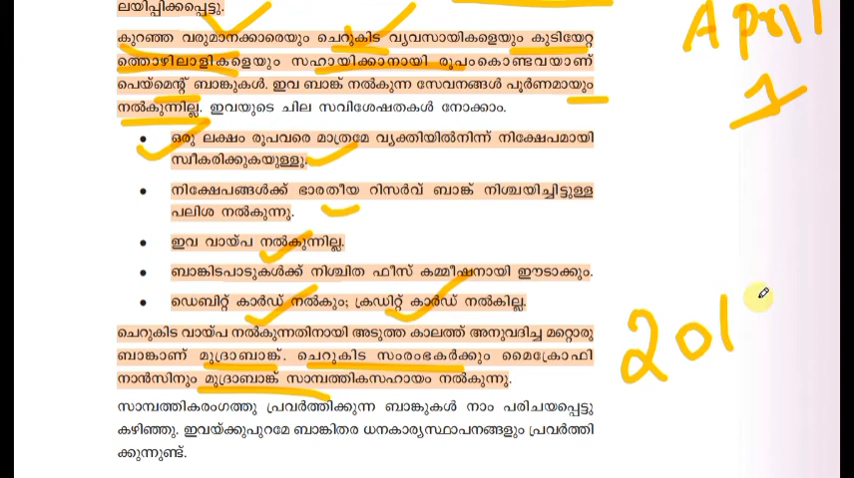 ലയിപ്പിക്കപ്പെട്ടു.
കുറഞ്ഞ വരുമാനക്കാരെയും ചെറുകിട വ്യവസായികളെയും കുടിയേറ്റ
ത്തൊഴിലാളികളെയും സഹായിക്കാനായി രൂപംകൊണ്ടവയാണ്
പെയ്മെന്റ് ബാങ്കുകൾ. ഇവ ബാങ്ക് നൽകുന്ന സേവനങ്ങൾ പൂർണമായും
നൽകുന്നില്ല. ഇവയുടെ ചില സവിശേഷതകൾ നോക്കാം.
• ഒരു ലക്ഷം രൂപവരെ മാത്രമേ വ്യക്തിയിൽനിന്ന് നിക്ഷേപമായി
സ്വീകരിക്കുകയുള്ളൂ.
• നിക്ഷേപങ്ങൾക്ക് ഭാരതീയ റിസർവ് ബാങ്ക് നിശ്ചയിച്ചിട്ടുള്ള
പലിശ നൽകുന്നു.
• ഇവ വായ്പ നൽകുന്നില്ല.
• ബാങ്കിടപാടുകൾക്ക് നിശ്ചിത ഫീസ് കമ്മീഷനായി ഈടാക്കും.
• ഡെബിറ്റ് കാർഡ് നൽകും; ക്രഡിറ്റ് കാർഡ് നൽകില്ല.
ചെറുകിട വായ്പ നൽകുന്നതിനായി അടുത്ത കാലത്ത് അനുവദിച്ച മറ്റൊരു
ബാങ്കാണ് മുദ്രാബാങ്ക്. ചെറുകിട സംരംഭകർക്കും മൈക്രോഫി
നാൻസിനും മുദ്രാബാങ്ക് സാമ്പത്തികസഹായം നൽകുന്നു.
സാമ്പത്തികരംഗത്തു പ്രവർത്തിക്കുന്ന ബാങ്കുകൾ നാം പരിചയപ്പെട്ടു
കഴിഞ്ഞു. ഇവയ്ക്കുപുറമേ ബാങ്കിതര ധനകാര്യസ്ഥാപനങ്ങളും പ്രവർത്തി
ക്കുന്നുണ്ട്.
April
1
201